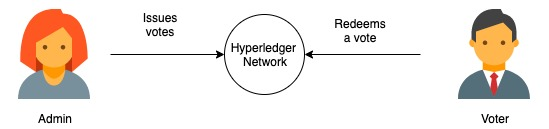 Issues
votes
Hyperledger
Network
Redeems
a vote
Admin
Voter